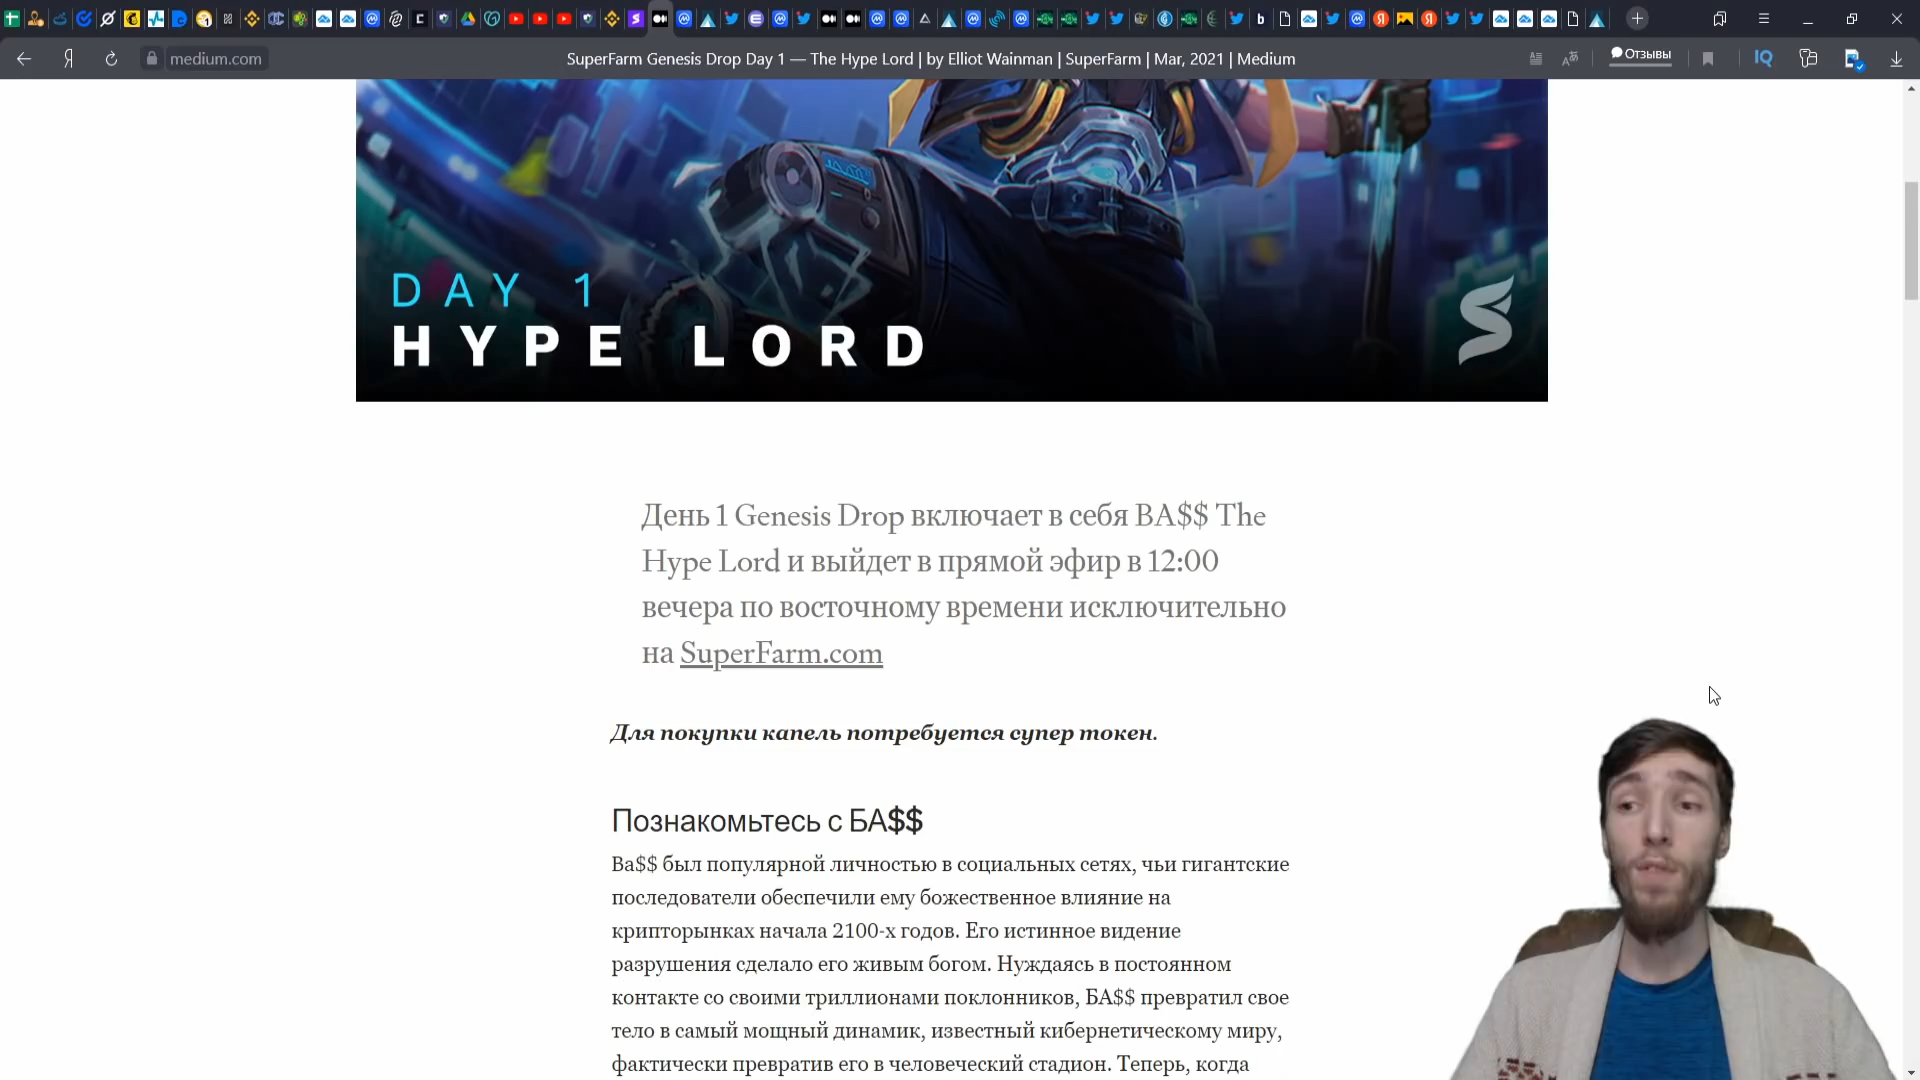 medium.com
SuperFarm Genesis Drop Day 1 — The Hype Lord | by Elliot Wainman | SuperFarm | Mar, 2021 | Medium
Отзывы
DAY 1
HYPE LORD
День 1 Genesis Drop включает в себя BA$$ The
Hype Lord и выйдет в прямой эфир в 12:00
вечера по восточному времени исключительно
на SuperFarm.com
Для покупки капель потребуется супер токен.
Познакомьтесь с БА$$
Ba$$ был популярной личностью в социальных сетях, чьи гигантские
последователи обеспечили ему божественное влияние на
крипторынках начала 2100-х годов. Его истинное видение
разрушения сделало его живым богом. Нуждаясь в постоянном
контакте со своими триллионами поклонников, БА$$ превратил свое
тело в самый мощный динамик, известный кибернетическому миру,
фактически превратив его в человеческий стадион. Теперь, когда